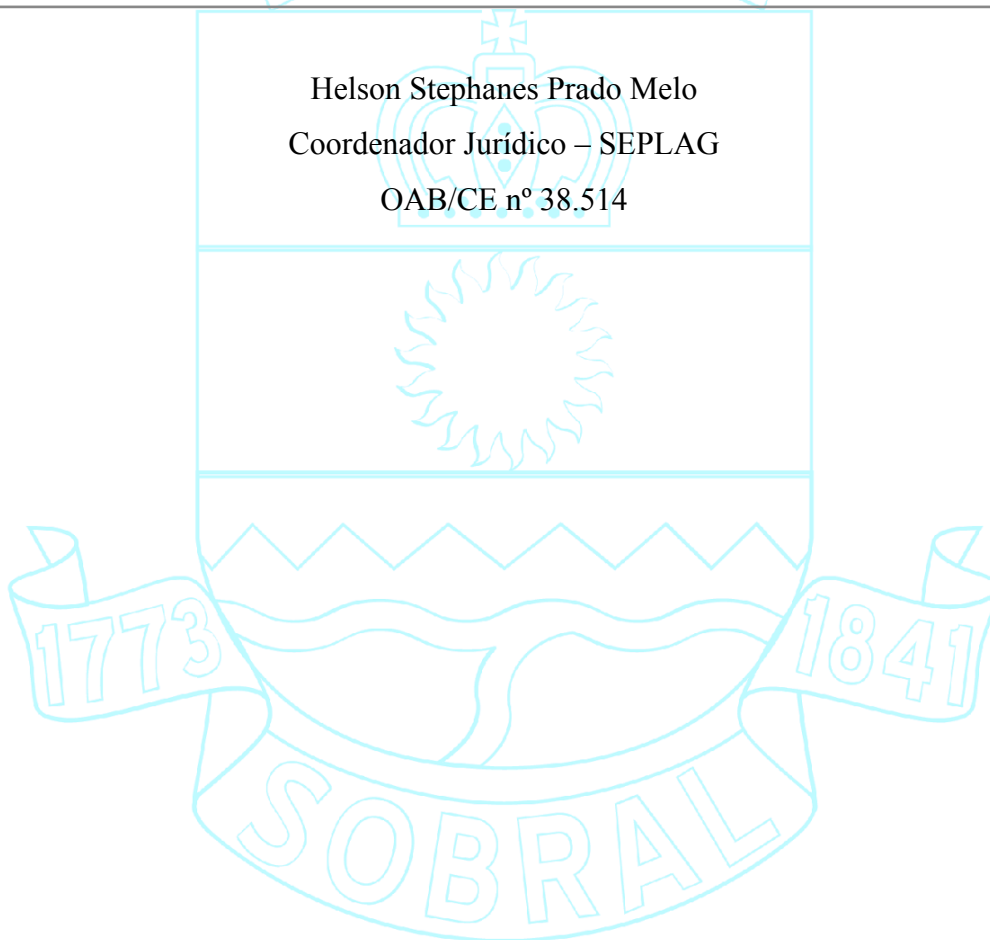 Helson Stephanes Prado Melo
Coordenador Jurídico – SEPLAG
OAB/CE nº 38.514
1773
1841
SOBRAL